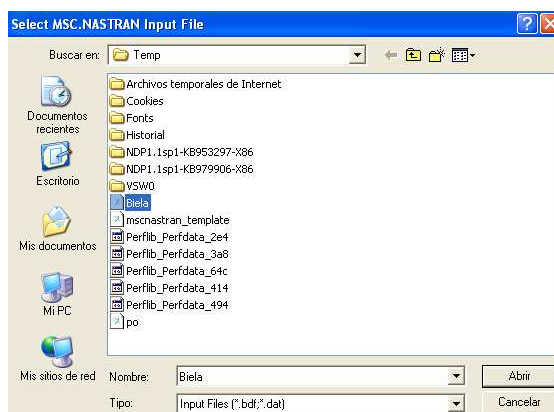 Select MSC.NASTRAN Input File
Buscar en: Temp
Documentos recientes
Escritorio
Mis documentos
Mi PC
Mis sitios de red
Archivos temporales de Internet
Cookies
Fonts
Historial
NDP1.1sp1-KB953297-X86
NDP1.1sp1-KB979906-X86
VSW0
Biela
mscnastran_template
Perflib_Perfdata_2e4
Perflib_Perfdata_3a8
Perflib_Perfdata_64c
Perflib_Perfdata_414
Perflib_Perfdata_494
po
Nombre: Biela Abrir
Tipo: Input Files (*.bdf;*.dat) Cancelar